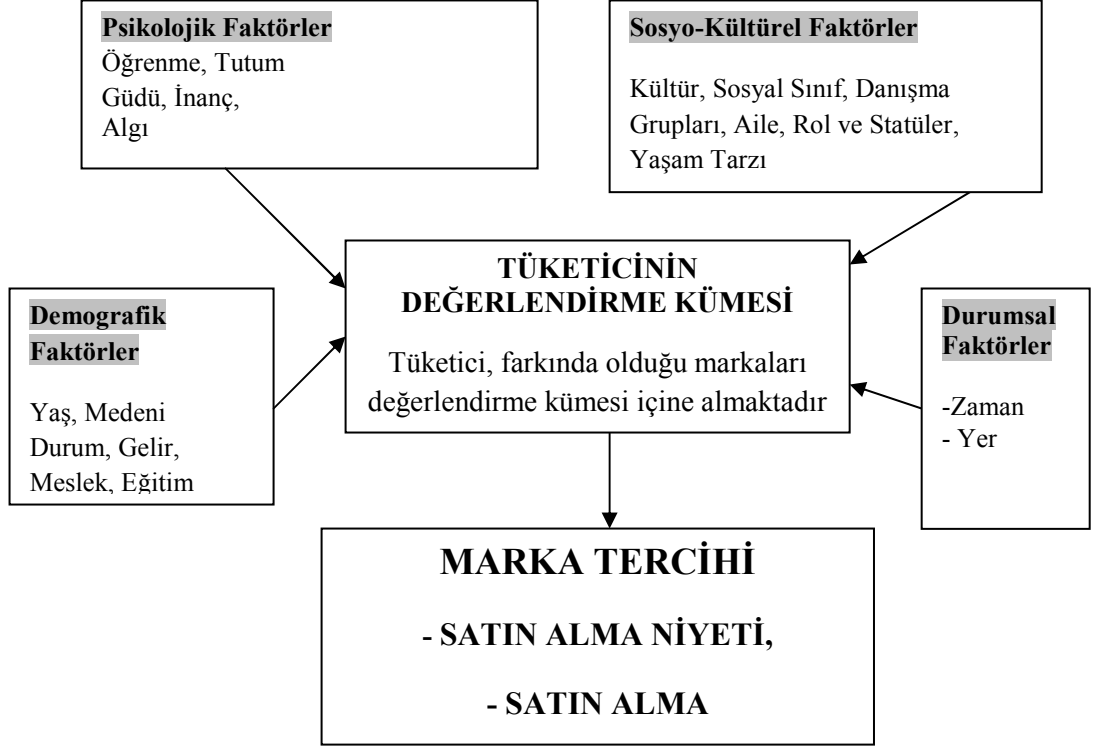 Psikolojik Faktörler
Öğrenme, Tutum
Güdü, İnanç,
Algı
Sosyo-Kültürel Faktörler
Kültür, Sosyal Sınıf, Danışma
Grupları, Aile, Rol ve Statüler,
Yaşam Tarzı
TÜKETİCİNİN
DEĞERLENDİRME KÜMESİ
Tüketici, farkında olduğu markaları
değerlendirme kümesi içine almaktadır
Demografik
Faktörler
Yaş, Medeni
Durum, Gelir,
Meslek, Eğitim
Durumsal
Faktörler
-Zaman
- Yer
MARKA TERCİHİ
- SATIN ALMA NİYETİ,
- SATIN ALMA